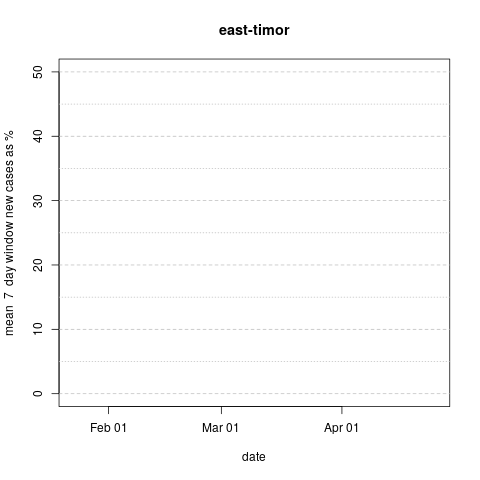 east-timor
mean  7  day window new cases as %
50
40
30
20
10
0
Feb 01
Mar 01
Apr 01
date